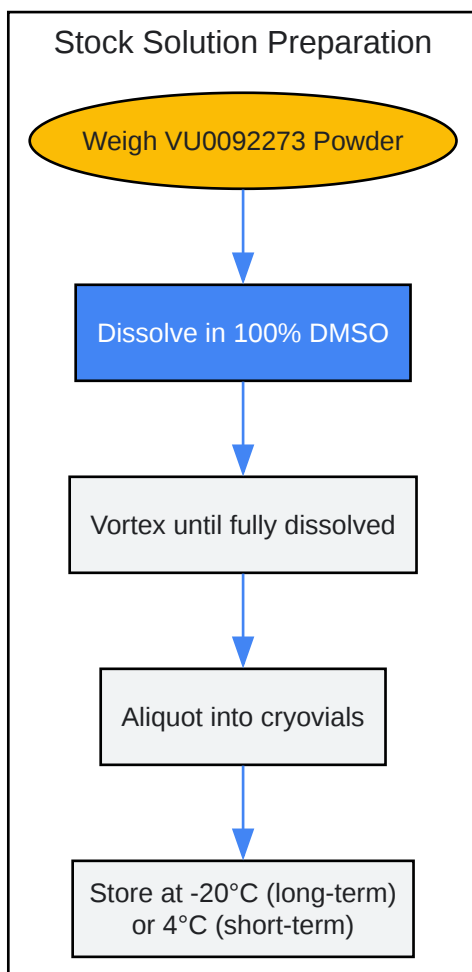 Stock Solution Preparation
Weigh VU0092273 Powder
Dissolve in 100% DMSO
Vortex until fully dissolved
Aliquot into cryovials
Store at -20°C (long-term)
or 4°C (short-term)